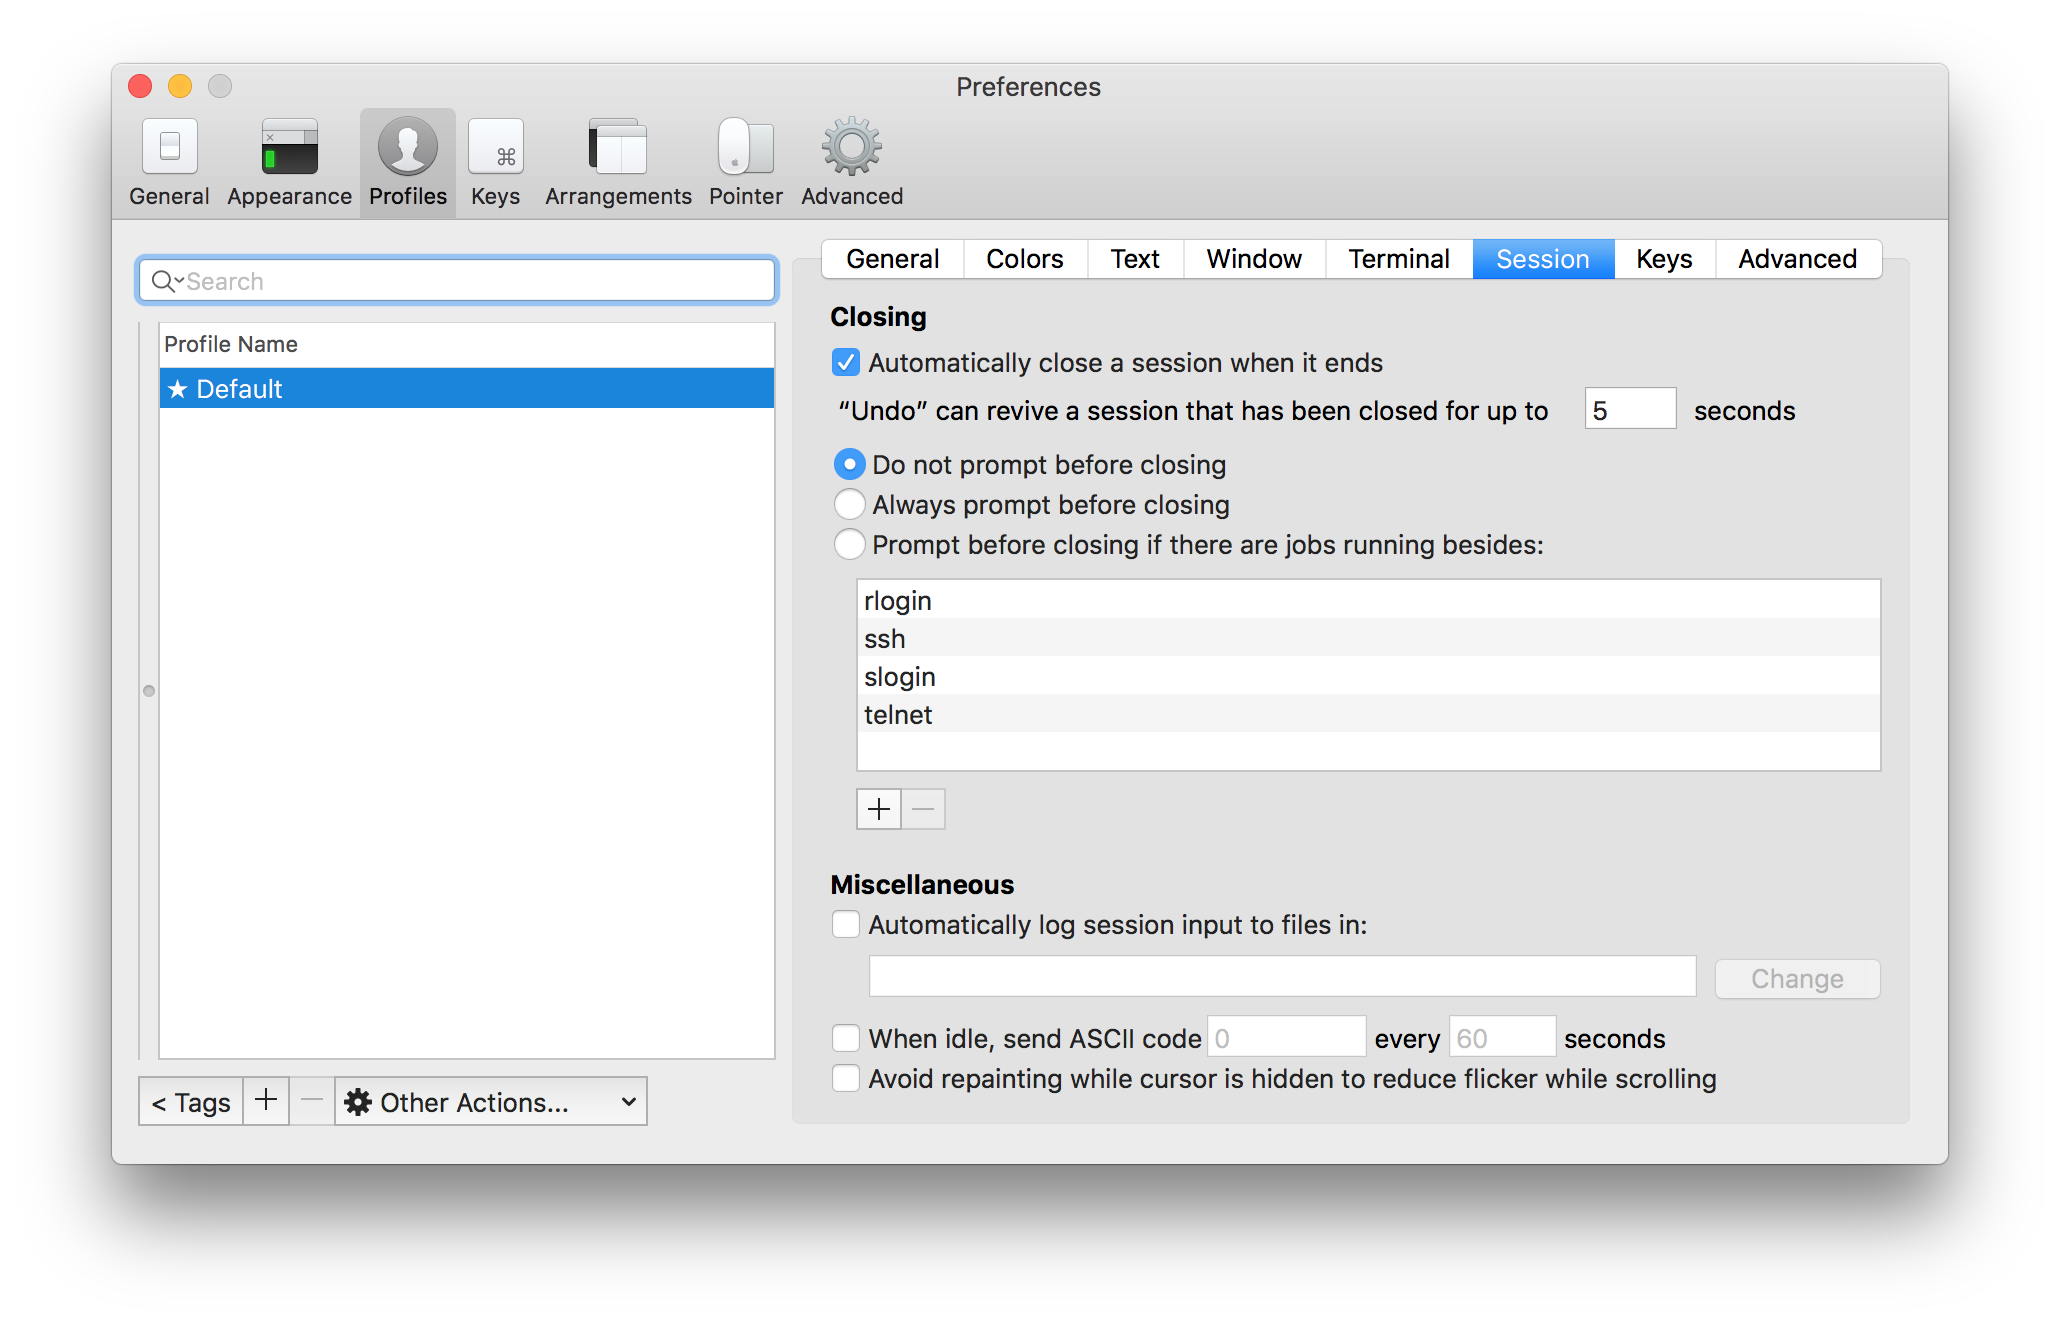 Preferences
General Appearance Profiles Keys Arrangements Pointer Advanced
General Colors Text Window Terminal Session Keys Advanced
Search
Profile Name
★ Default
< Tags + − Other Actions...
Closing
Automatically close a session when it ends
“Undo” can revive a session that has been closed for up to 5 seconds
Do not prompt before closing
Always prompt before closing
Prompt before closing if there are jobs running besides:
rlogin
ssh
slogin
telnet
+ −
Miscellaneous
Automatically log session input to files in:
Change
When idle, send ASCII code 0 every 60 seconds
Avoid repainting while cursor is hidden to reduce flicker while scrolling